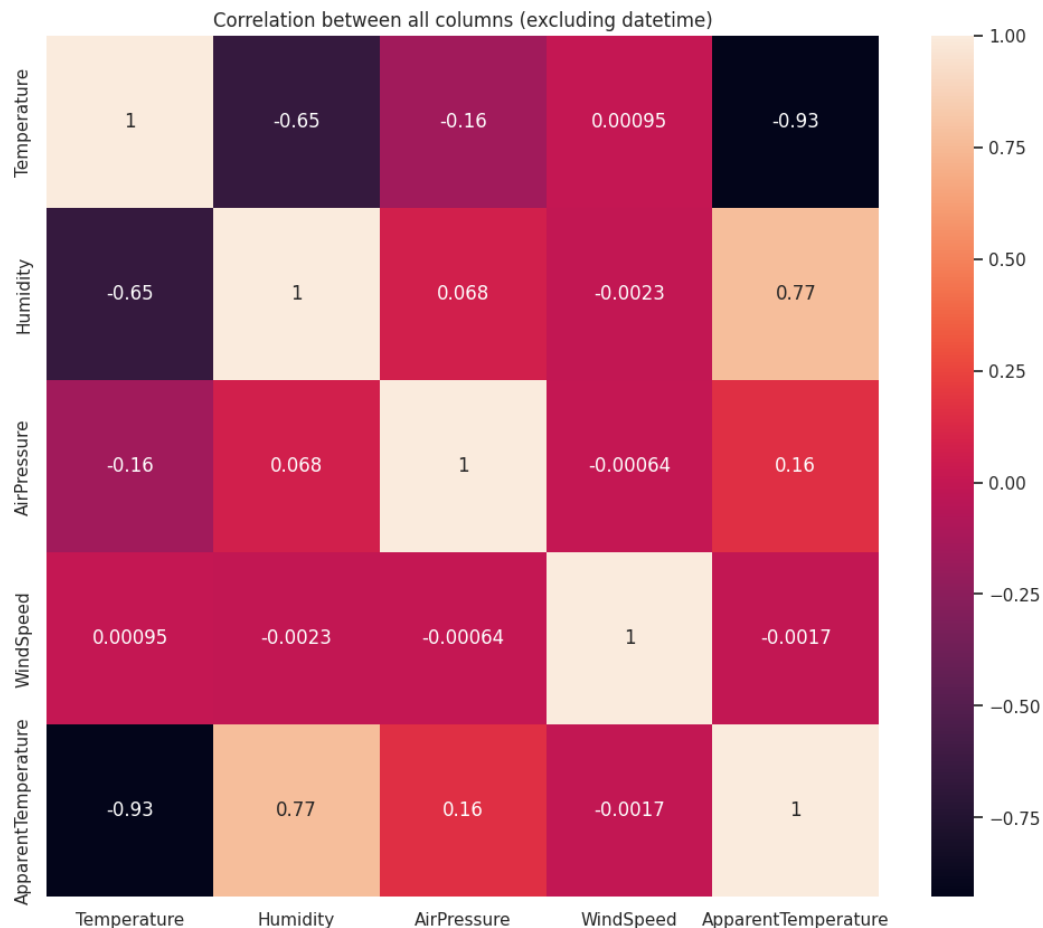 Correlation between all columns (excluding datetime)
Temperature 1 -0.65 -0.16 0.00095 -0.93
Humidity -0.65 1 0.068 -0.0023 0.77
AirPressure -0.16 0.068 1 -0.00064 0.16
WindSpeed 0.00095 -0.0023 -0.00064 1 -0.0017
ApparentTemperature -0.93 0.77 0.16 -0.0017 1
Temperature Humidity AirPressure WindSpeed ApparentTemperature
1.00
0.75
0.50
0.25
0.00
−0.25
−0.50
−0.75